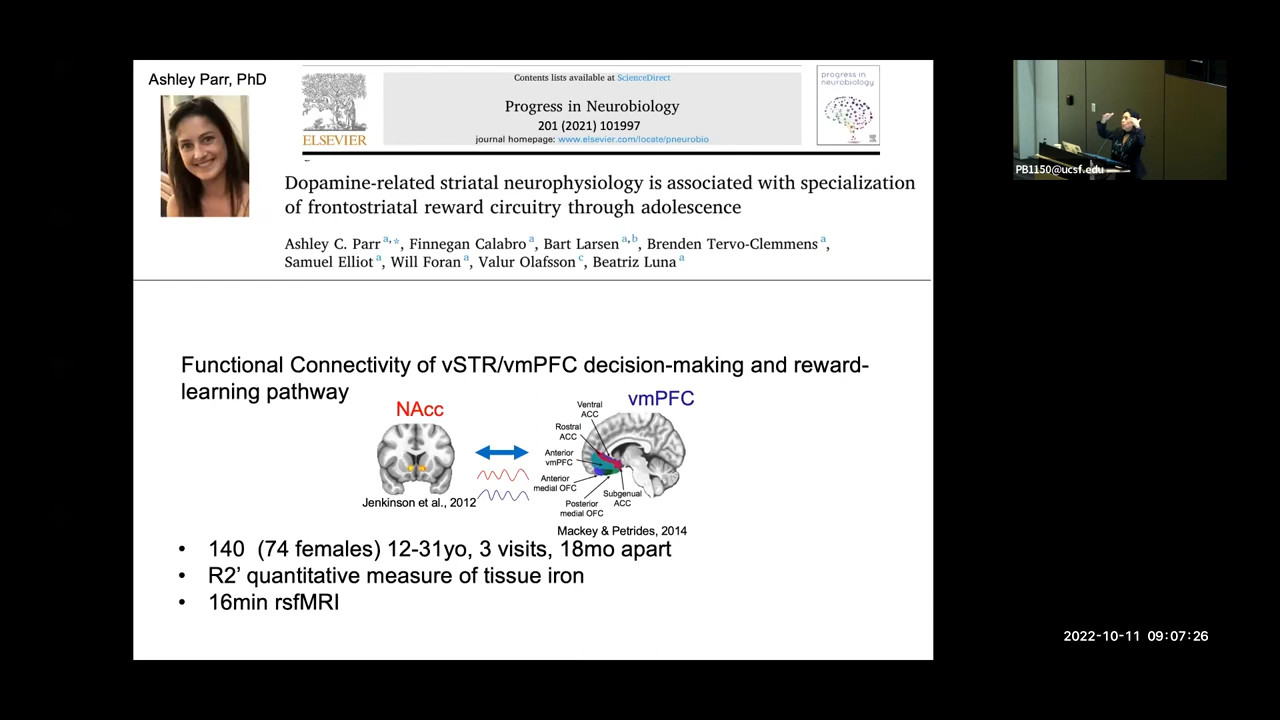 Ashley Parr, PhD
ELSEVIER
Contents lists available at ScienceDirect
Progress in Neurobiology
201 (2021) 101997
journal homepage: www.elsevier.com/locate/pneurobio
progress in
neurobiology
Dopamine-related striatal neurophysiology is associated with specialization
of frontostriatal reward circuitry through adolescence
Ashley C. Parr a,*, Finnegan Calabro a, Bart Larsen a,b, Brenden Tervo-Clemmens a,
Samuel Elliot a, Will Foran a, Valur Olafsson c, Beatriz Luna a
Functional Connectivity of vSTR/vmPFC decision-making and reward-
learning pathway
NAcc
Jenkinson et al., 2012
vmPFC
Ventral
ACC
Rostral
ACC
Anterior
vmPFC
Anterior
medial OFC
Posterior
medial OFC
Subgenual
ACC
Mackey & Petrides, 2014
• 140 (74 females) 12-31yo, 3 visits, 18mo apart
• R2’ quantitative measure of tissue iron
• 16min rsfMRI
PB1150@ucsf.edu
2022-10-11 09:07:26